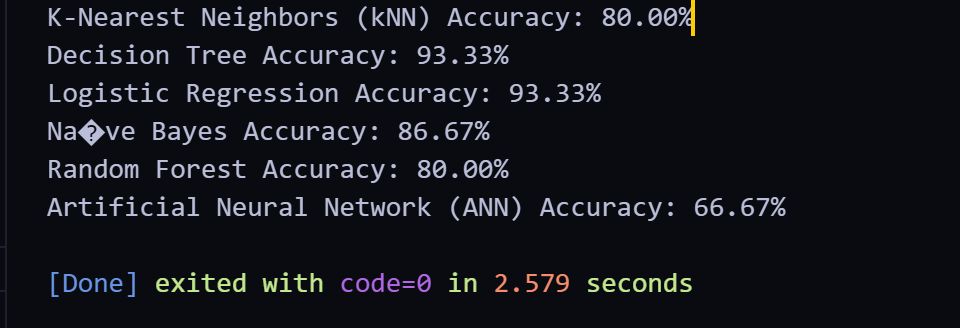 K-Nearest Neighbors (kNN) Accuracy: 80.00%
Decision Tree Accuracy: 93.33%
Logistic Regression Accuracy: 93.33%
Na�ve Bayes Accuracy: 86.67%
Random Forest Accuracy: 80.00%
Artificial Neural Network (ANN) Accuracy: 66.67%
[Done] exited with code=0 in 2.579 seconds